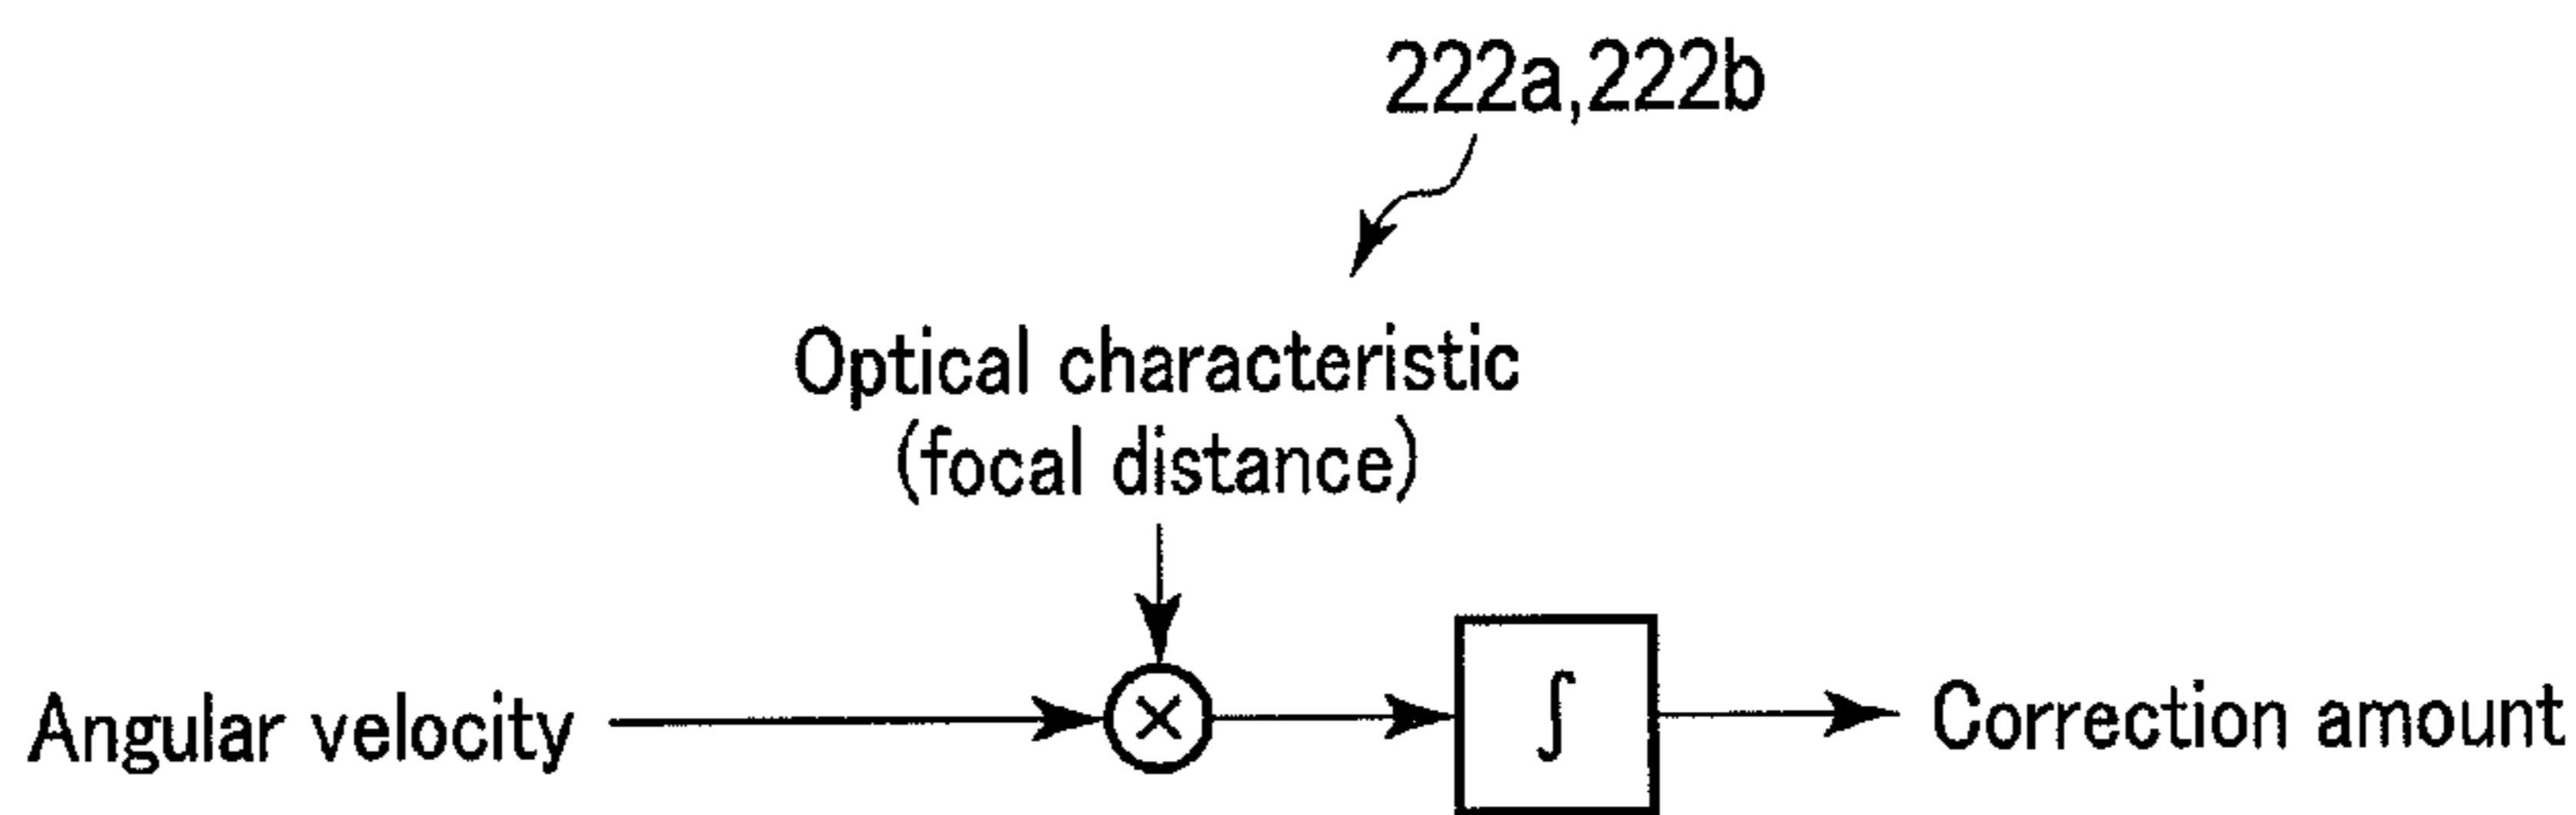 222a,222b
Optical characteristic
(focal distance)
Angular velocity
×
∫
Correction amount